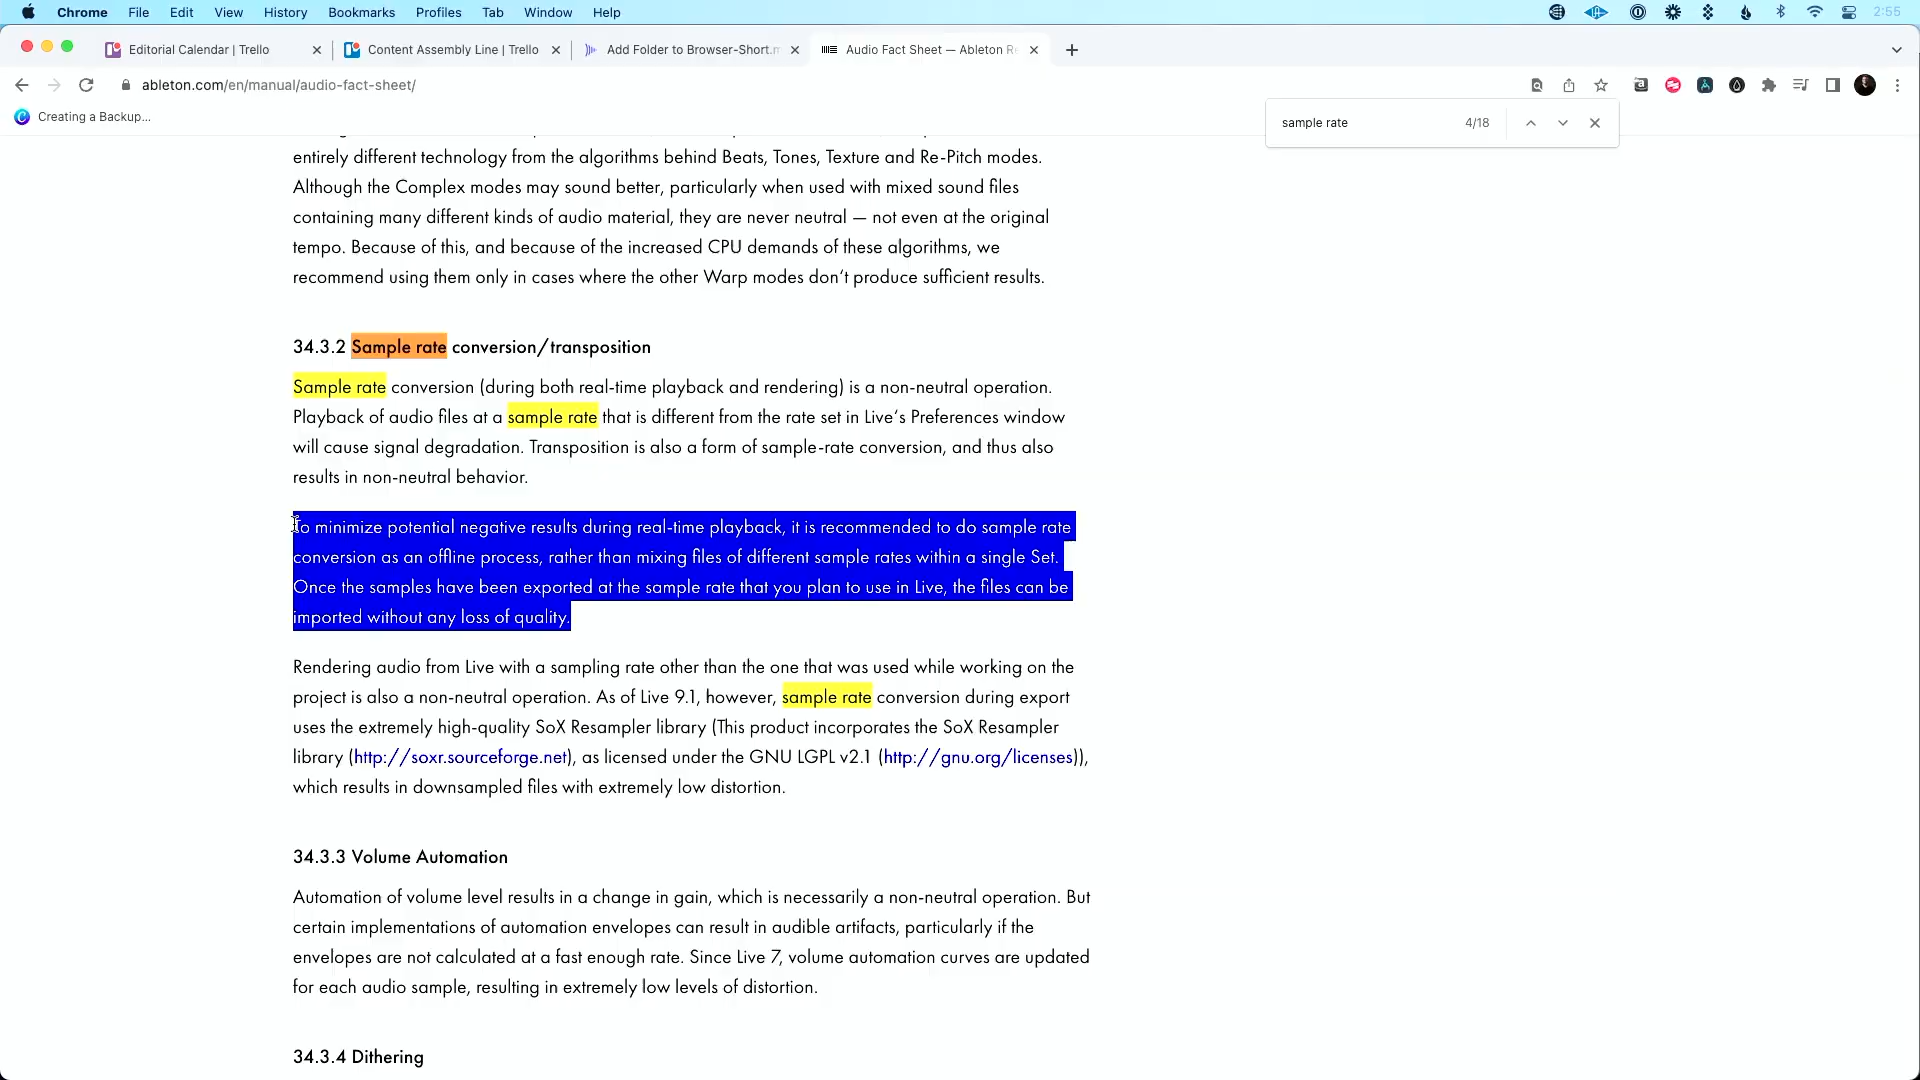 Chrome File Edit View History Bookmarks Profiles Tab Window Help 2:55
Editorial Calendar | Trello Content Assembly Line | Trello Add Folder to Browser-Short.m Audio Fact Sheet — Ableton Re
ableton.com/en/manual/audio-fact-sheet/
Creating a Backup...
sample rate 4/18
entirely different technology from the algorithms behind Beats, Tones, Texture and Re-Pitch modes.
Although the Complex modes may sound better, particularly when used with mixed sound files
containing many different kinds of audio material, they are never neutral — not even at the original
tempo. Because of this, and because of the increased CPU demands of these algorithms, we
recommend using them only in cases where the other Warp modes don't produce sufficient results.
34.3.2 Sample rate conversion/transposition
Sample rate conversion (during both real-time playback and rendering) is a non-neutral operation.
Playback of audio files at a sample rate that is different from the rate set in Live's Preferences window
will cause signal degradation. Transposition is also a form of sample-rate conversion, and thus also
results in non-neutral behavior.
To minimize potential negative results during real-time playback, it is recommended to do sample rate
conversion as an offline process, rather than mixing files of different sample rates within a single Set.
Once the samples have been exported at the sample rate that you plan to use in Live, the files can be
imported without any loss of quality.
Rendering audio from Live with a sampling rate other than the one that was used while working on the
project is also a non-neutral operation. As of Live 9.1, however, sample rate conversion during export
uses the extremely high-quality SoX Resampler library (This product incorporates the SoX Resampler
library (http://soxr.sourceforge.net), as licensed under the GNU LGPL v2.1 (http://gnu.org/licenses)),
which results in downsampled files with extremely low distortion.
34.3.3 Volume Automation
Automation of volume level results in a change in gain, which is necessarily a non-neutral operation. But
certain implementations of automation envelopes can result in audible artifacts, particularly if the
envelopes are not calculated at a fast enough rate. Since Live 7, volume automation curves are updated
for each audio sample, resulting in extremely low levels of distortion.
34.3.4 Dithering